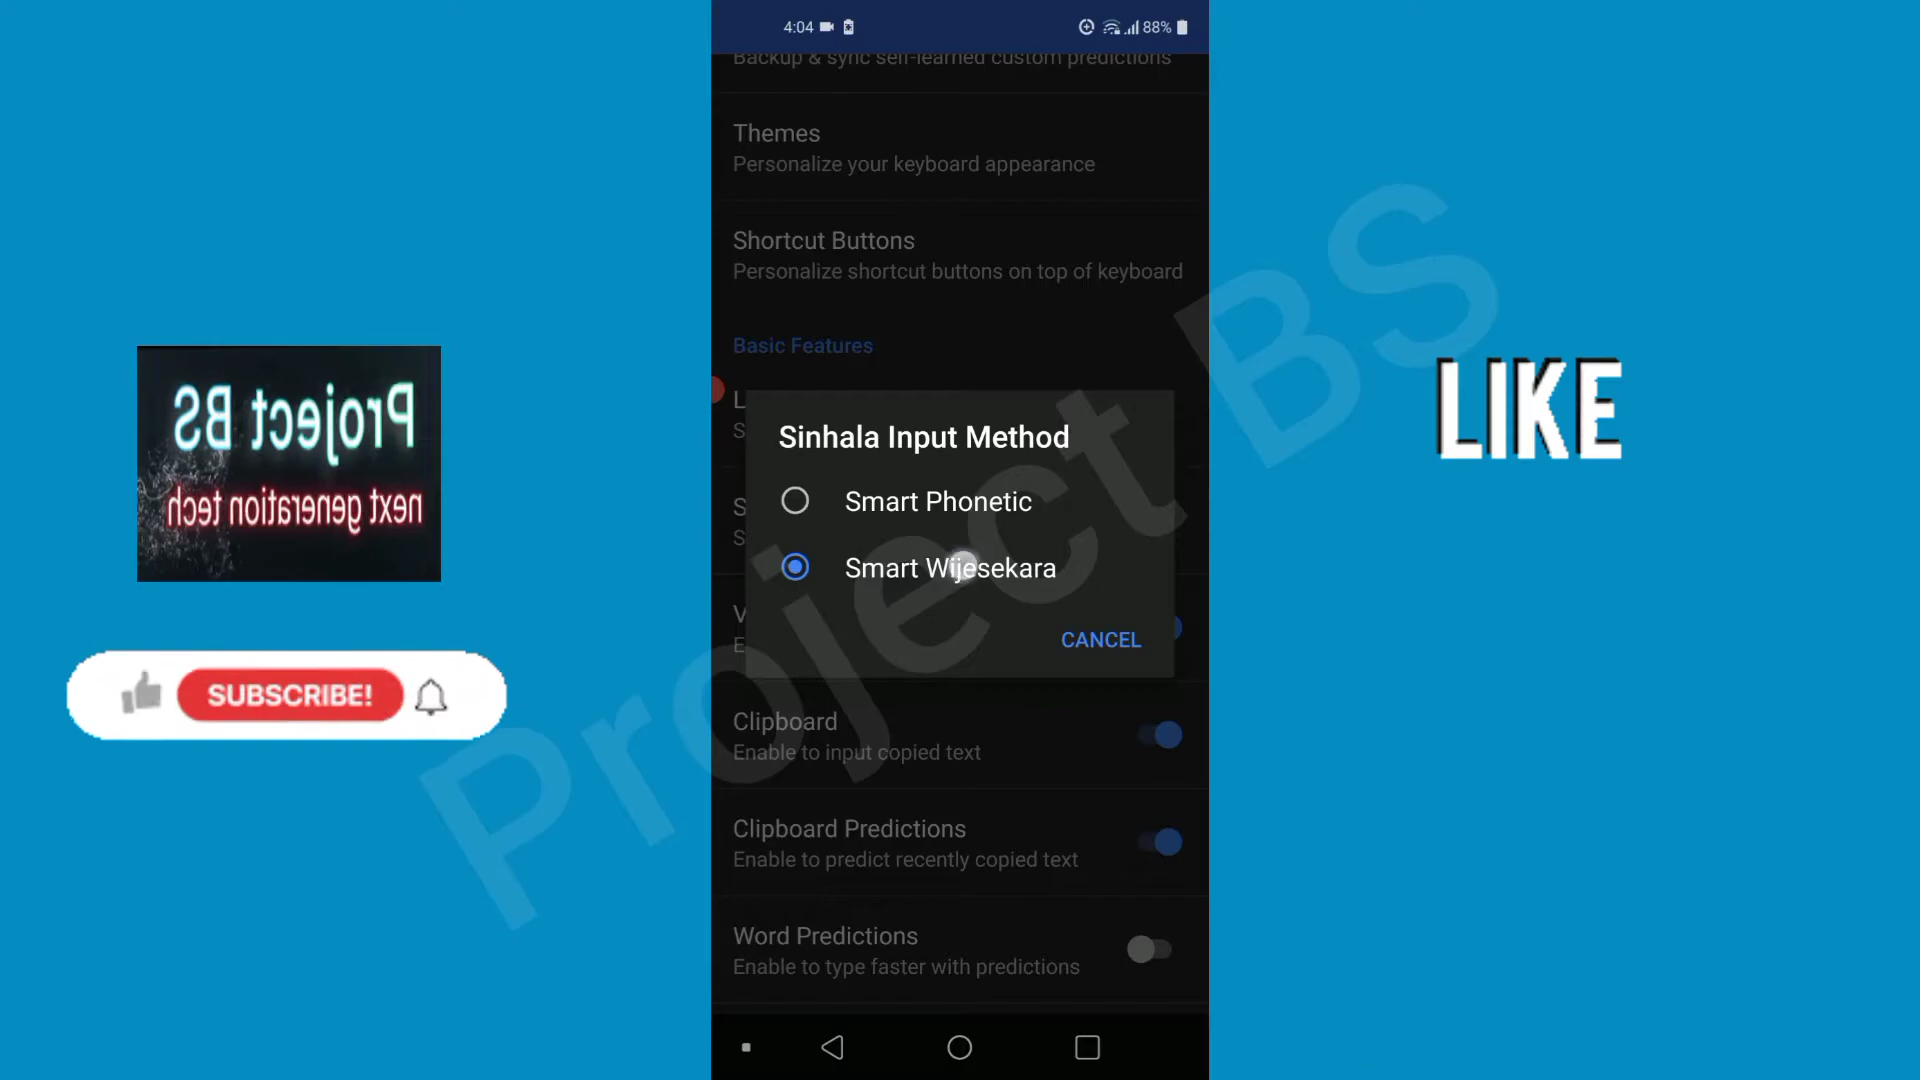 4:04
88%
Backup & sync self-learned custom predictions
Themes
Personalize your keyboard appearance
Shortcut Buttons
Personalize shortcut buttons on top of keyboard
Basic Features
L
S
Sinhala Input Method
Smart Phonetic
S
S
Smart Wijesekara
V
E
CANCEL
Clipboard
Enable to input copied text
Clipboard Predictions
Enable to predict recently copied text
Word Predictions
Enable to type faster with predictions
Project BS
next generation tech
SUBSCRIBE!
LIKE
Project BS